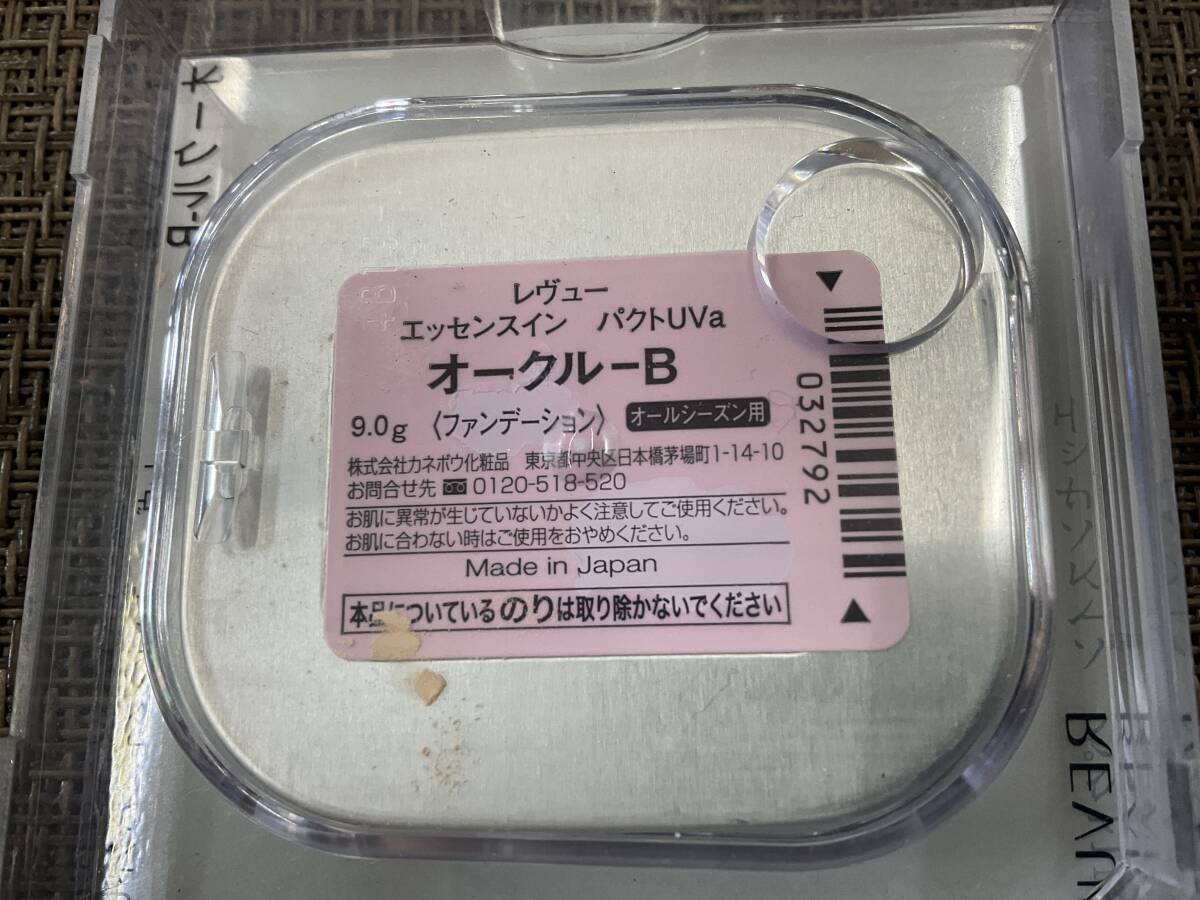 レヴュー
エッセンスイン パクトUVa
オークル-B
9.0g 〈ファンデーション〉 オールシーズン用
株式会社カネボウ化粧品 東京都中央区日本橋茅場町1-14-10
お問合せ先 0120-518-520
お肌に異常が生じていないかよく注意してご使用ください。
お肌に合わない時はご使用をおやめください。
Made in Japan
本品についているのりは取り除かないでください
032792